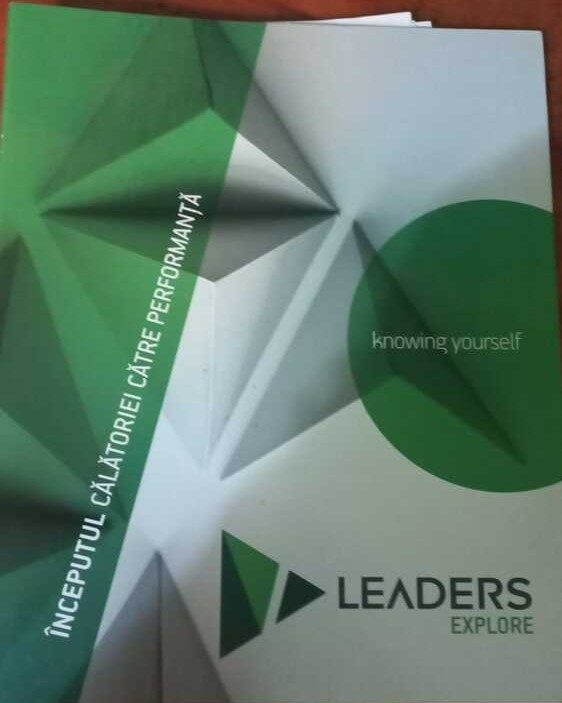 ÎNCEPUTUL CĂLĂTORIEI CĂTRE PERFORMANȚĂ
knowing yourself
LEADERS
EXPLORE